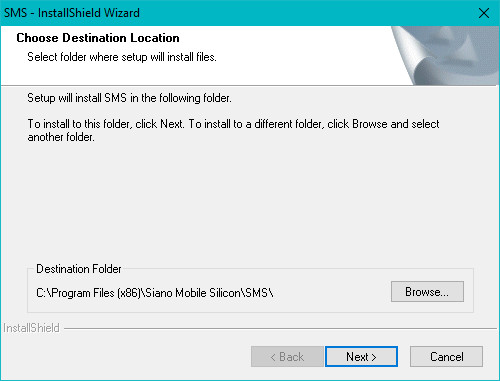 SMS - InstallShield Wizard
Choose Destination Location
Select folder where setup will install files.
Setup will install SMS in the following folder.
To install to this folder, click Next. To install to a different folder, click Browse and select
another folder.
Destination Folder
C:\Program Files (x86)\Siano Mobile Silicon\SMS\
Browse...
InstallShield
< Back
Next >
Cancel